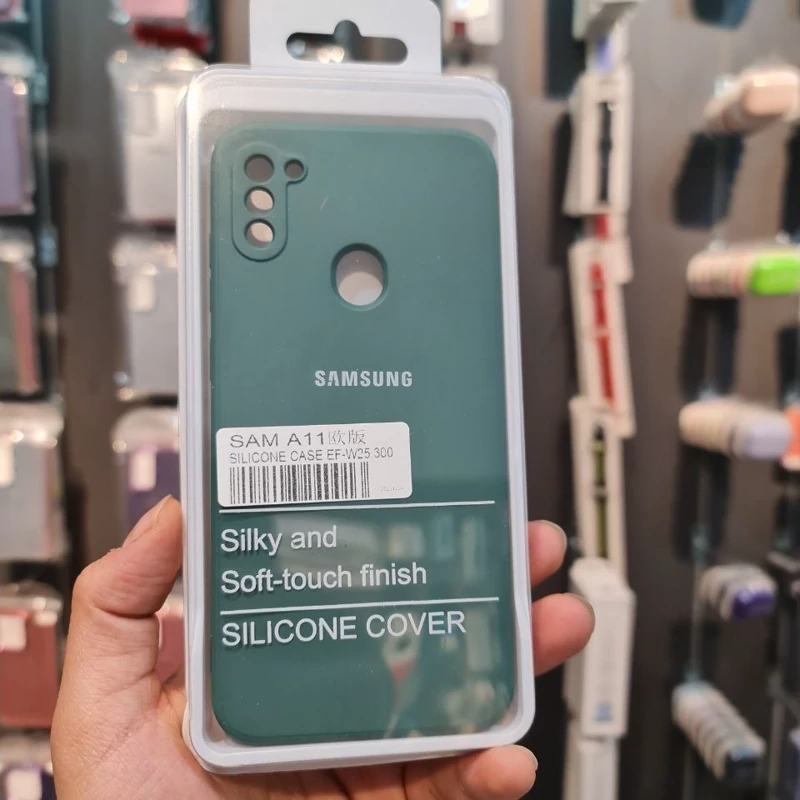 SAMSUNG
SAM A11欧版
SILICONE CASE EF-W25 300
Silky and
Soft-touch finish
SILICONE COVER